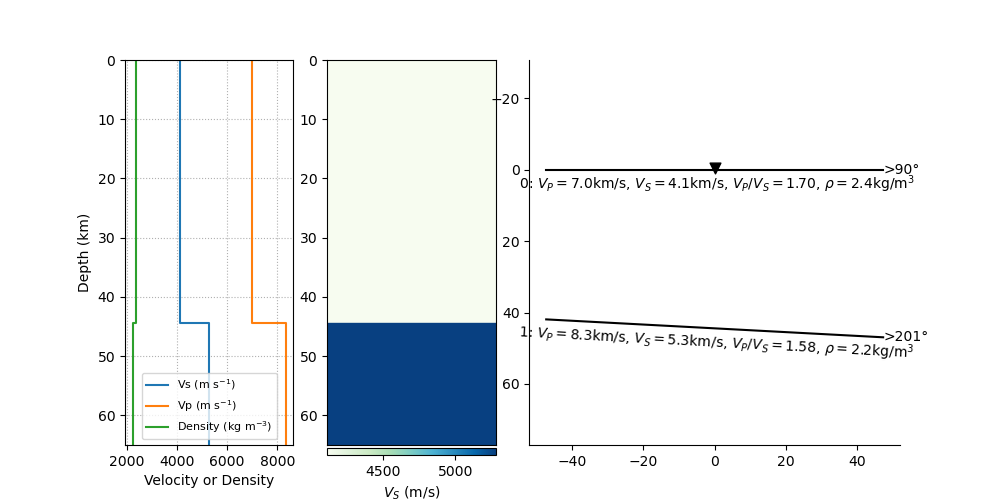 0
10
20
30
40
50
60
Depth (km)
2000 4000 6000 8000
Velocity or Density
Vs (m s⁻¹)
Vp (m s⁻¹)
Density (kg m⁻³)
0
10
20
30
40
50
60
4500 5000
V_S (m/s)
−20
0
20
40
60
−40 −20 0 20 40
>90°
0: V_P = 7.0km/s, V_S = 4.1km/s, V_P/V_S = 1.70, ρ = 2.4kg/m³
>201°
1: V_P = 8.3km/s, V_S = 5.3km/s, V_P/V_S = 1.58, ρ = 2.2kg/m³